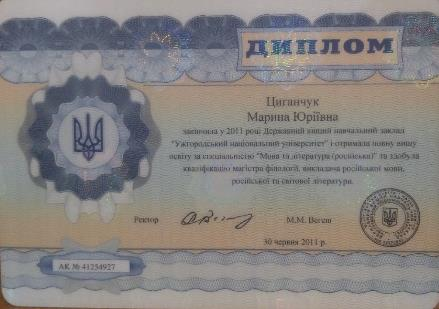 ДИПЛОМ
Циганчук
Марина Юріївна
закінчила у 2011 році Державний вищий навчальний заклад
"Ужгородський національний університет" і отримала повну вищу
освіту за спеціальністю "Мова та література (російська)" та здобула
кваліфікацію магістра філології, викладача російської мови,
російської та світової літератури.
Ректор М.М. Вегеш
30 червня 2011 р.
АК № 41254927